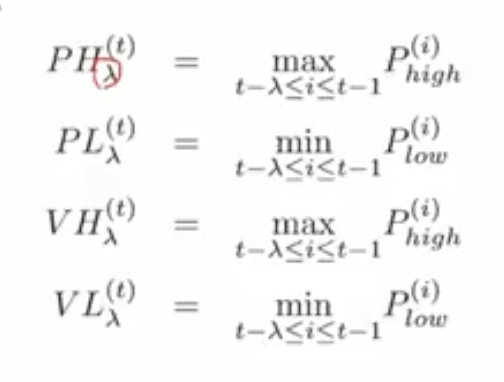 PH_λ^(t) = max_{t−λ≤i≤t−1} P_high^(i)
PL_λ^(t) = min_{t−λ≤i≤t−1} P_low^(i)
VH_λ^(t) = max_{t−λ≤i≤t−1} P_high^(i)
VL_λ^(t) = min_{t−λ≤i≤t−1} P_low^(i)